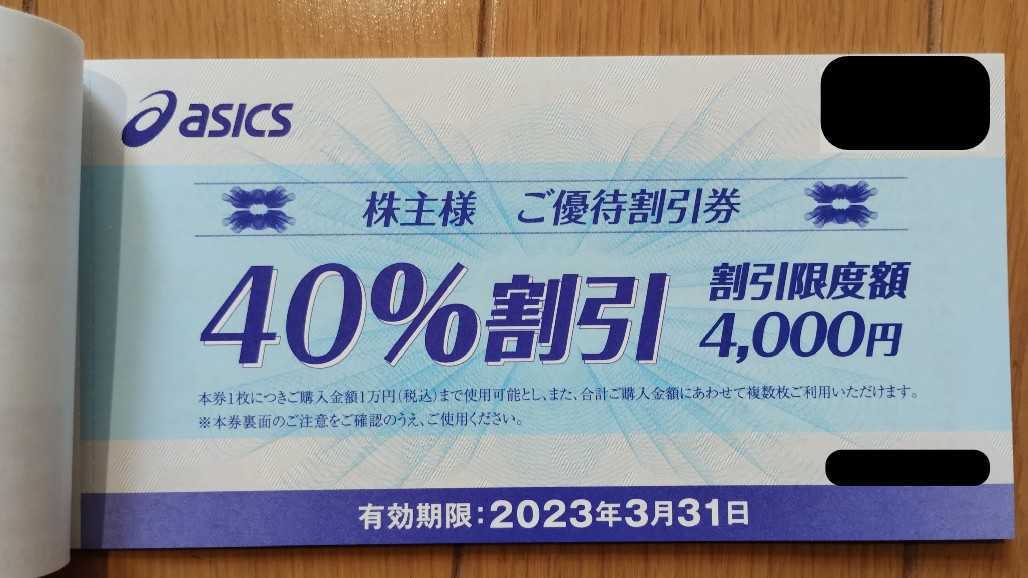 asics
株主様 ご優待割引券
40%割引
割引限度額
4,000円
本券1枚につきご購入金額1万円(税込)まで使用可能とし、また、合計ご購入金額にあわせて複数枚ご利用いただけます。
※本券裏面のご注意をご確認のうえ、ご使用ください。
有効期限：2023年3月31日